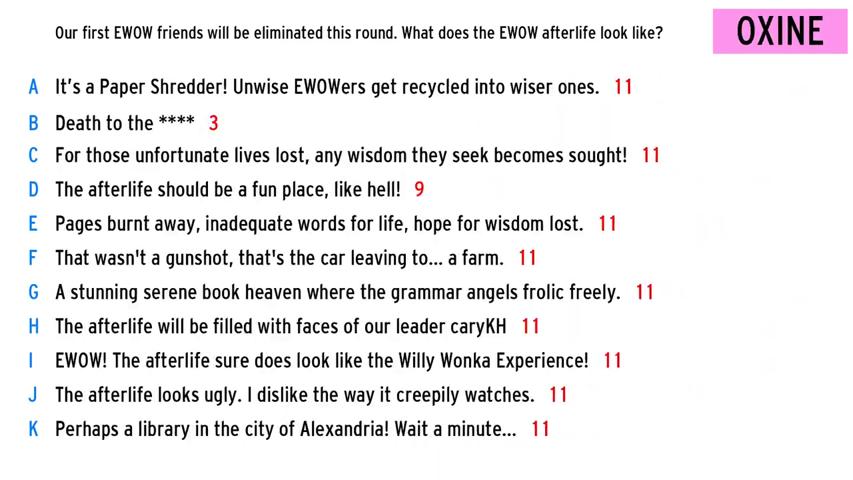 Our first EWOW friends will be eliminated this round. What does the EWOW afterlife look like?
OXINE
A It's a Paper Shredder! Unwise EWOWers get recycled into wiser ones. 11
B Death to the **** 3
C For those unfortunate lives lost, any wisdom they seek becomes sought! 11
D The afterlife should be a fun place, like hell! 9
E Pages burnt away, inadequate words for life, hope for wisdom lost. 11
F That wasn't a gunshot, that's the car leaving to... a farm. 11
G A stunning serene book heaven where the grammar angels frolic freely. 11
H The afterlife will be filled with faces of our leader caryKH 11
I EWOW! The afterlife sure does look like the Willy Wonka Experience! 11
J The afterlife looks ugly. I dislike the way it creepily watches. 11
K Perhaps a library in the city of Alexandria! Wait a minute... 11